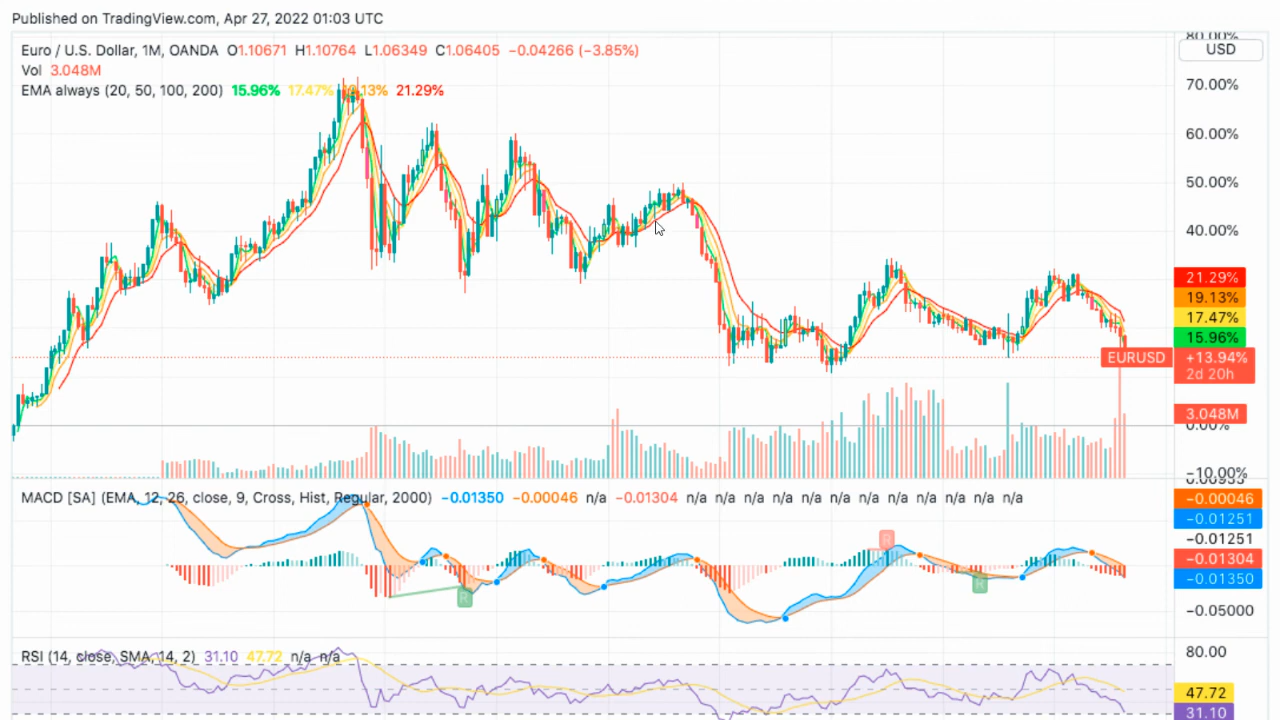 Published on TradingView.com, Apr 27, 2022 01:03 UTC
Euro / U.S. Dollar, 1M, OANDA O1.10671 H1.10764 L1.06349 C1.06405 −0.04266 (−3.85%)
Vol 3.048M
EMA always (20, 50, 100, 200) 15.96% 17.47% 19.13% 21.29%
80.00%
USD
70.00%
60.00%
50.00%
40.00%
21.29%
19.13%
17.47%
15.96%
EURUSD +13.94%
2d 20h
3.048M
0.00%
−10.00%
MACD [SA] (EMA, 12, 26, close, 9, Cross, Hist, Regular, 2000) −0.01350 −0.00046 n/a −0.01304 n/a n/a n/a n/a n/a n/a n/a n/a n/a n/a n/a n/a
−0.00046
−0.01251
−0.01251
−0.01304
−0.01350
R
R
R
−0.05000
RSI (14, close, SMA, 14, 2) 31.10 47.72 n/a n/a
80.00
47.72
31.10